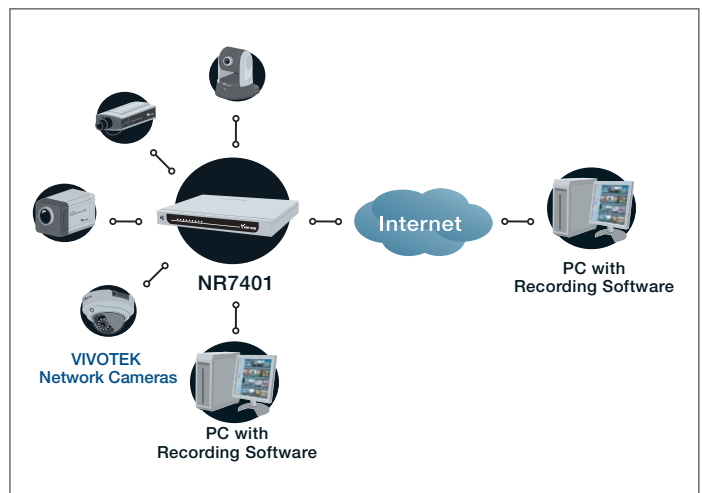 NR7401
Internet
PC with
Recording Software
VIVOTEK
Network Cameras
PC with
Recording Software